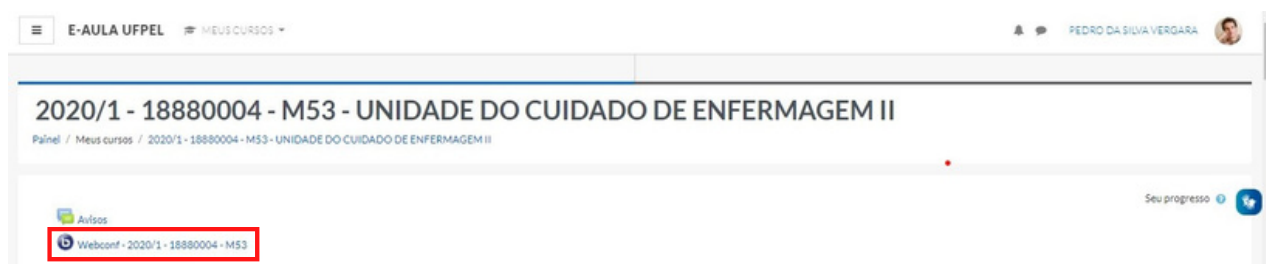 E-AULA UFPEL MEUS CURSOS PEDRO DA SILVA VERGARA
2020/1 - 18880004 - M53 - UNIDADE DO CUIDADO DE ENFERMAGEM II
Painel / Meus cursos / 2020/1 - 18880004 - M53 - UNIDADE DO CUIDADO DE ENFERMAGEM II
Seu progresso
Avisos
Webconf - 2020/1 - 18880004 - M53